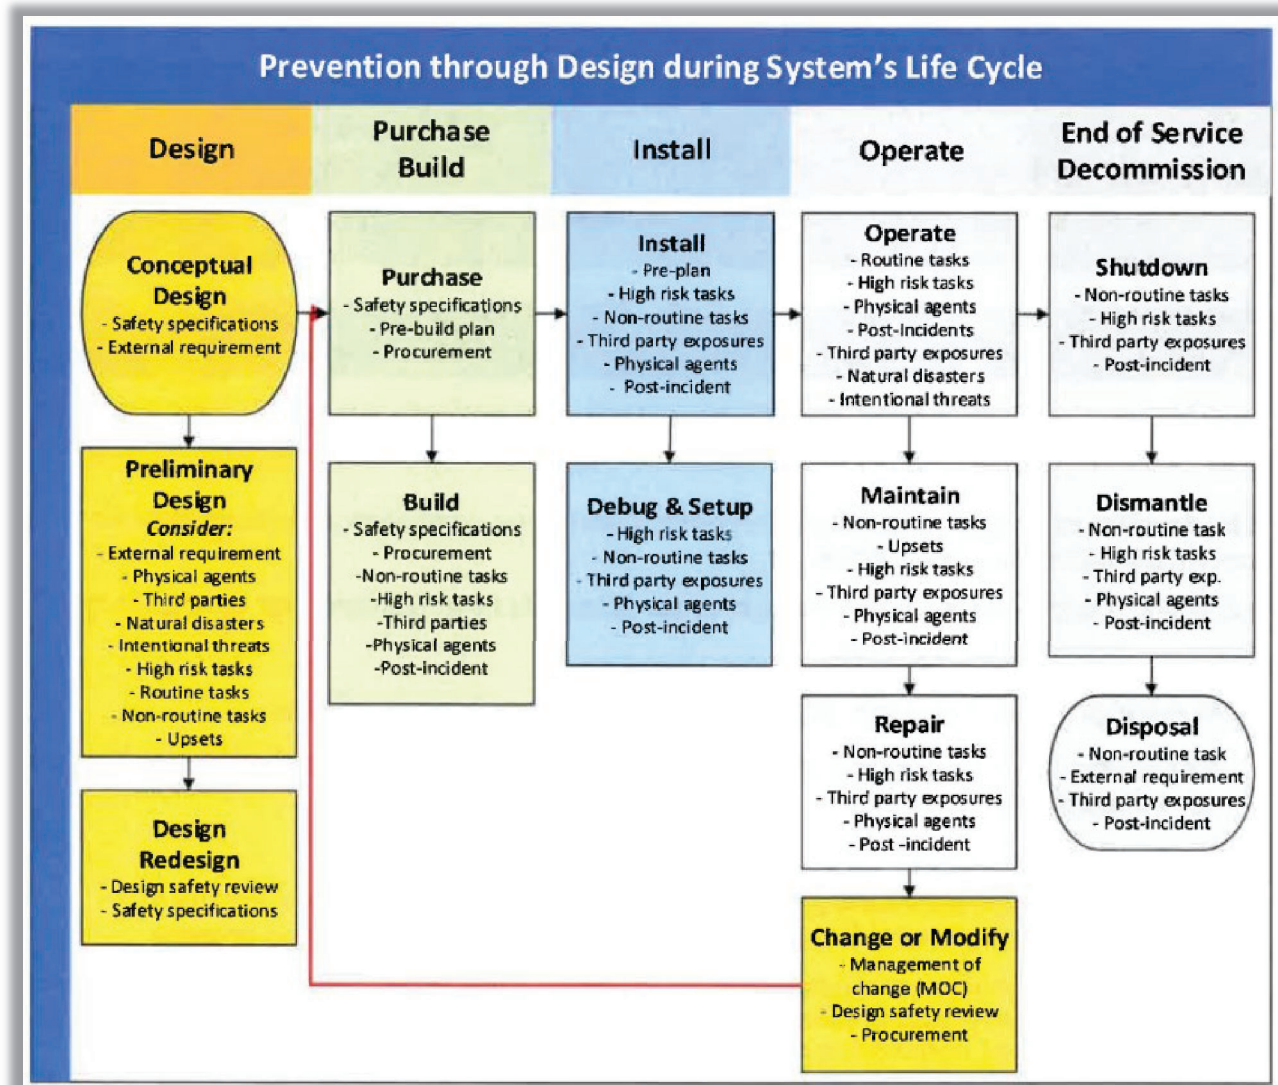 Prevention through Design during System's Life Cycle
Design
Purchase
Build
Install
Operate
End of Service
Decommission
Conceptual
Design
- Safety specifications
- External requirement
Preliminary
Design
Consider:
- External requirement
- Physical agents
- Third parties
- Natural disasters
- Intentional threats
- High risk tasks
- Routine tasks
- Non-routine tasks
- Upsets
Design
Redesign
- Design safety review
- Safety specifications
Purchase
- Safety specifications
- Pre-build plan
- Procurement
Build
- Safety specifications
- Procurement
-Non-routine tasks
-High risk tasks
-Third parties
-Physical agents
-Post-incident
Install
- Pre-plan
- High risk tasks
- Non-routine tasks
- Third party exposures
- Physical agents
- Post-incident
Debug & Setup
- High risk tasks
- Non-routine tasks
- Third party exposures
- Physical agents
- Post-incident
Operate
- Routine tasks
- High risk tasks
- Physical agents
- Post-Incidents
- Third party exposures
- Natural disasters
- Intentional threats
Maintain
- Non-routine tasks
- Upsets
- High risk tasks
- Third party exposures
- Physical agents
- Post-incident
Repair
- Non-routine tasks
- High risk tasks
- Third party exposures
- Physical agents
- Post -incident
Change or Modify
- Management of
change (MOC)
- Design safety review
- Procurement
Shutdown
- Non-routine tasks
- High risk tasks
- Third party exposures
- Post-incident
Dismantle
- Non-routine task
- High risk tasks
- Third party exp.
- Physical agents
- Post-incident
Disposal
- Non-routine task
- External requirement
- Third party exposures
- Post-incident